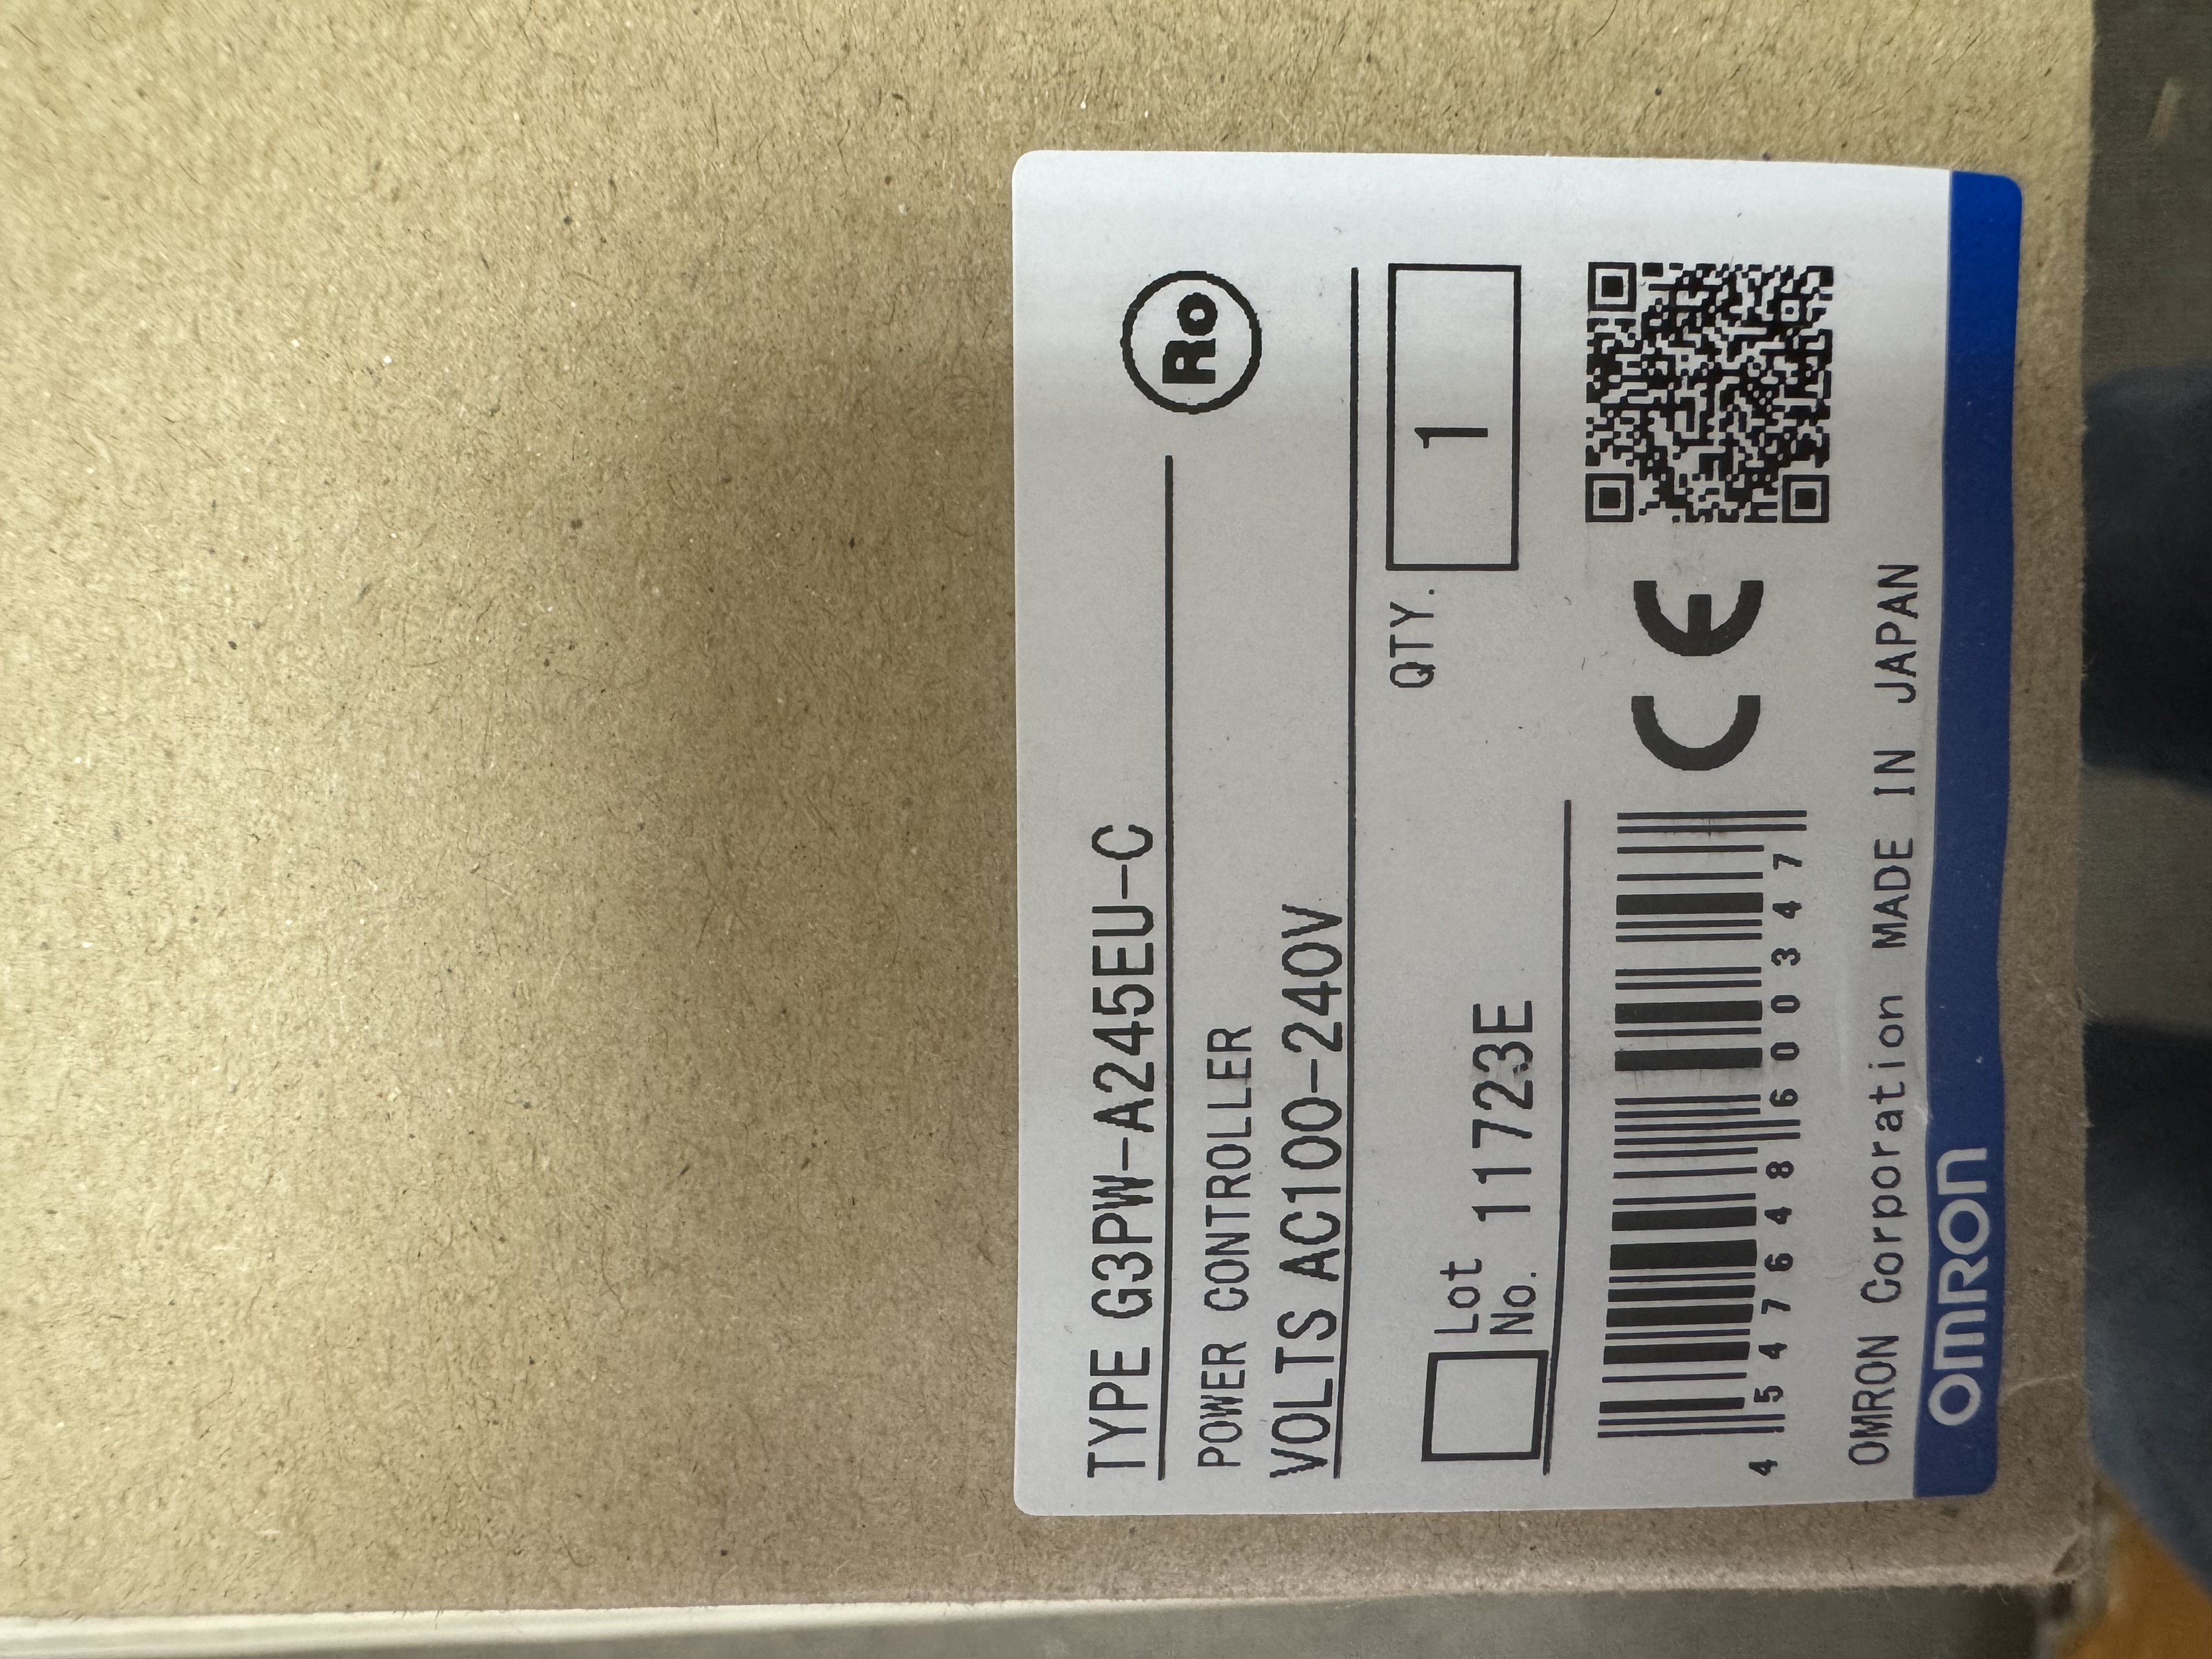 TYPE G3PW-A245EU-C
Ro
POWER CONTROLLER
VOLTS AC100-240V
QTY. 1
Lot No. 11723E
4 547648 600347
CE
OMRON Corporation MADE IN JAPAN
OMRON